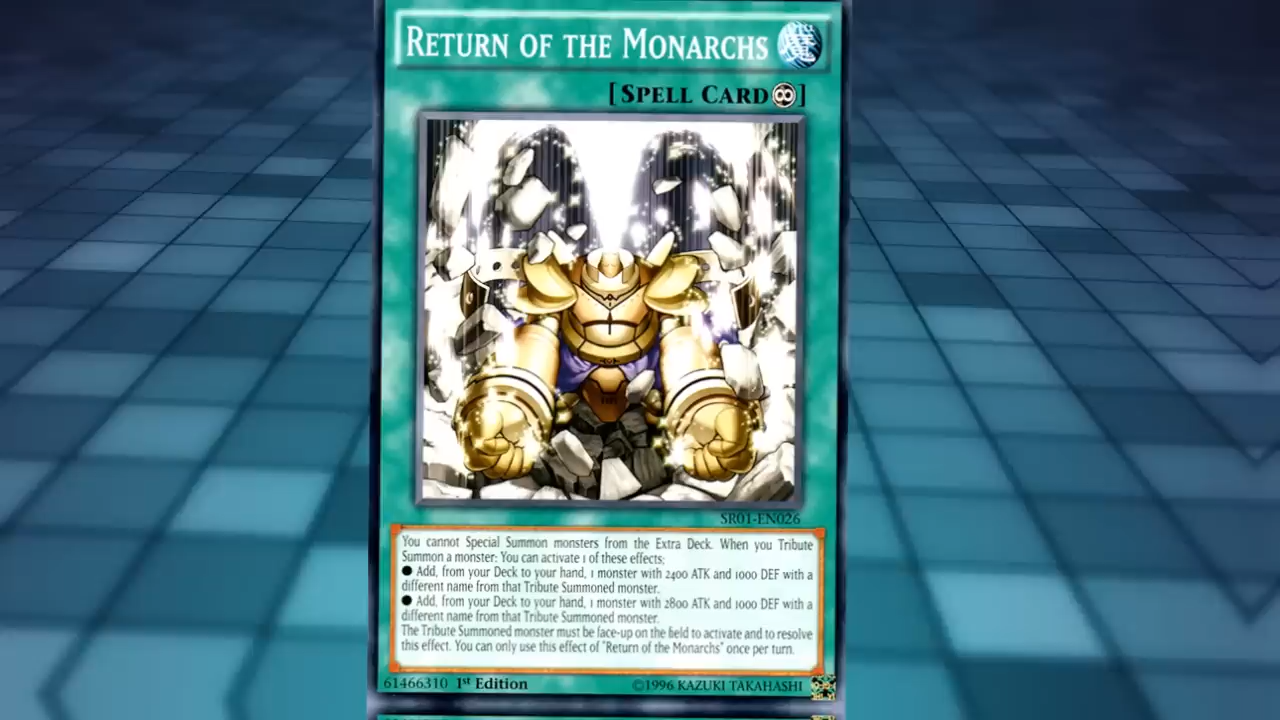 RETURN OF THE MONARCHS
[SPELL CARD]
SR01-EN026
You cannot Special Summon monsters from the Extra Deck. When you Tribute
Summon a monster: You can activate 1 of these effects;
● Add, from your Deck to your hand, 1 monster with 2400 ATK and 1000 DEF with a
different name from that Tribute Summoned monster.
● Add, from your Deck to your hand, 1 monster with 2800 ATK and 1000 DEF with a
different name from that Tribute Summoned monster.
The Tribute Summoned monster must be face-up on the field to activate and to resolve
this effect. You can only use this effect of "Return of the Monarchs" once per turn.
61466310 1st Edition ©1996 KAZUKI TAKAHASHI